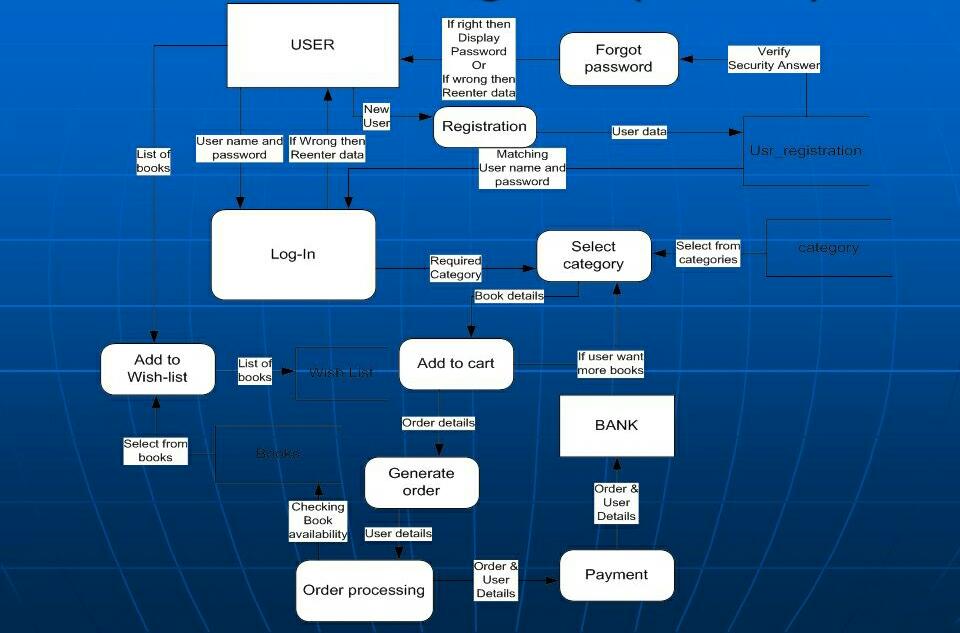 USER
If right then
Display
Password
Or
If wrong then
Reenter data
Forgot
password
Verify
Security Answer
New
User
Registration
User data
Usr_registration
User name and
password
If Wrong then
Reenter data
List of
books
Matching
User name and
password
Log-In
Required
Category
Select
category
Select from
categories
category
Book details
Add to
Wish-list
List of
books
Wish List
Add to cart
If user want
more books
Order details
BANK
Select from
books
Books
Generate
order
Checking
Book
availability
User details
Order &
User
Details
Order processing
Order &
User
Details
Payment